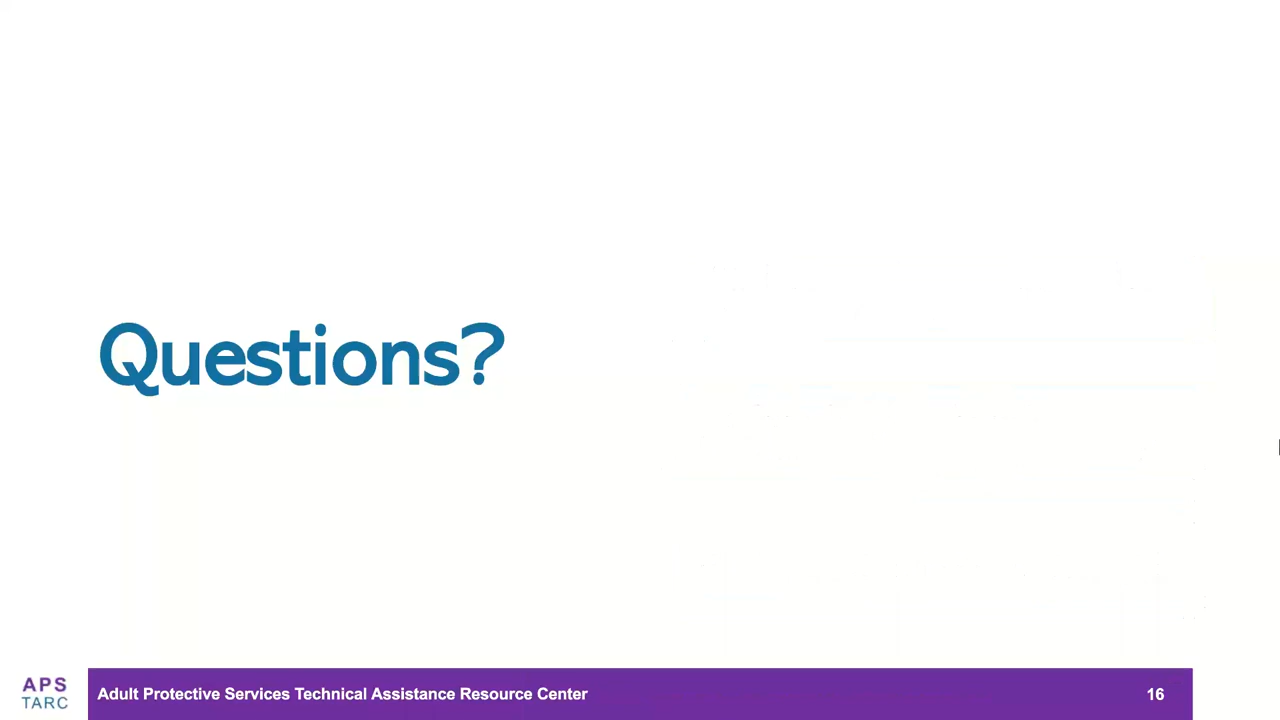 Questions?
APS
TARC
Adult Protective Services Technical Assistance Resource Center
16